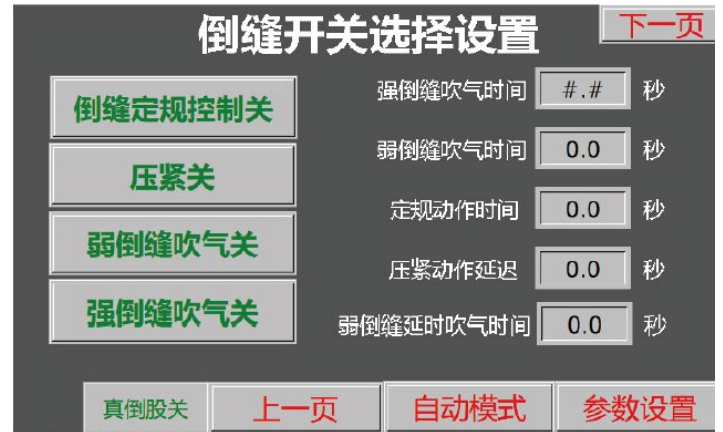 倒缝开关选择设置
下一页
倒缝定规控制关
强倒缝吹气时间 #.# 秒
压紧关
弱倒缝吹气时间 0.0 秒
定规动作时间 0.0 秒
弱倒缝吹气关
压紧动作延迟 0.0 秒
强倒缝吹气关
弱倒缝延时吹气时间 0.0 秒
真倒股关
上一页
自动模式
参数设置